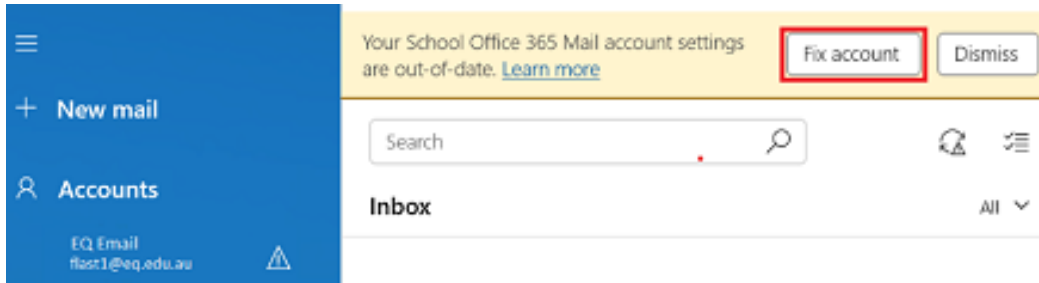 Your School Office 365 Mail account settings
are out-of-date. Learn more
Fix account
Dismiss
New mail
Search
Accounts
Inbox
All
EQ Email
flast1@eq.edu.au